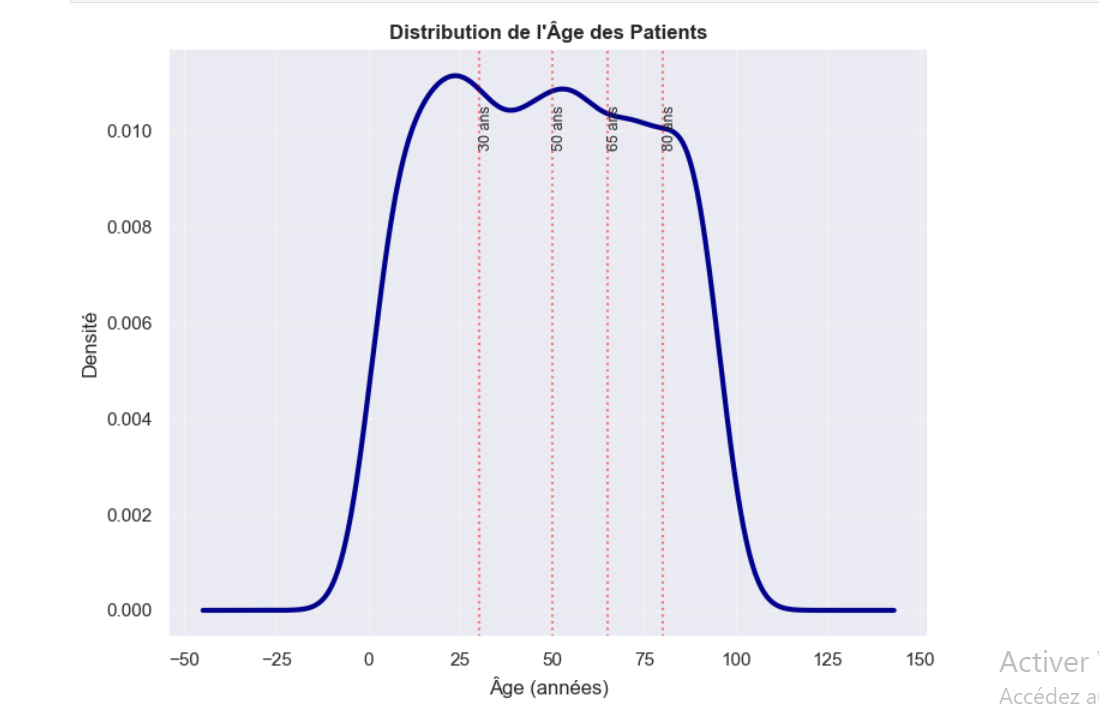 Distribution de l'Âge des Patients
Densité
0.010
0.008
0.006
0.004
0.002
0.000
30 ans
50 ans
65 ans
80 ans
−50
−25
0
25
50
75
100
125
150
Âge (années)
Activer
Accédez